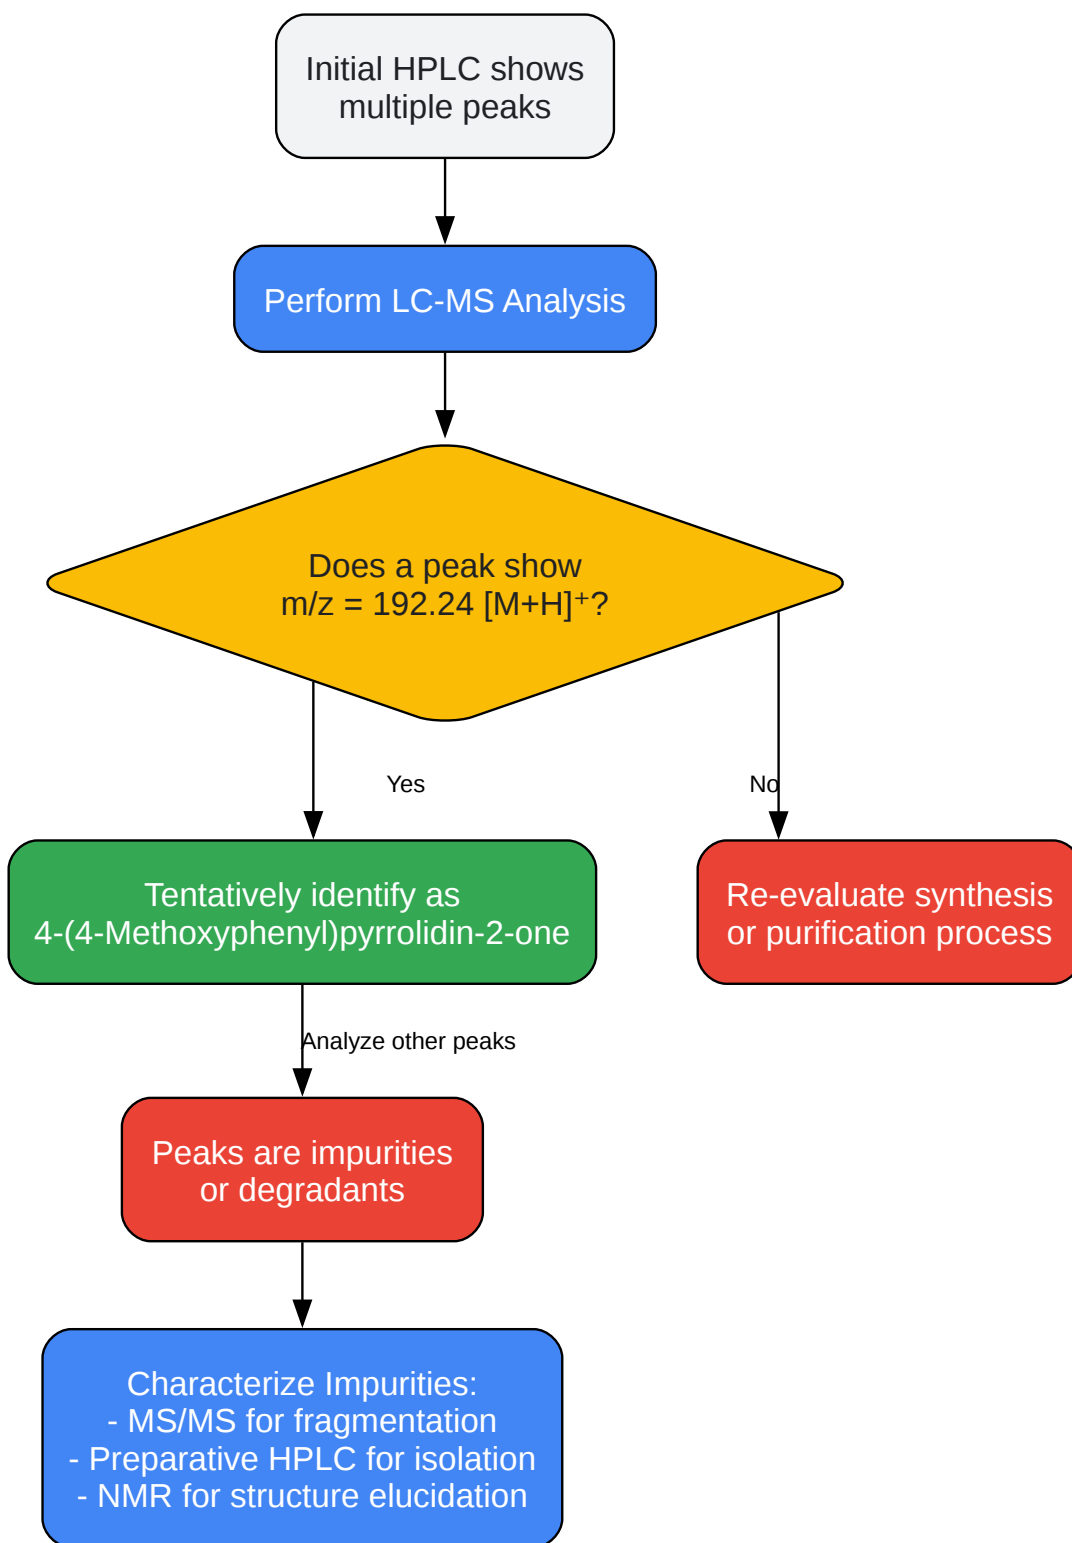 Initial HPLC shows
multiple peaks
Perform LC-MS Analysis
Does a peak show
m/z = 192.24 [M+H]⁺?
Yes
No
Tentatively identify as
4-(4-Methoxyphenyl)pyrrolidin-2-one
Re-evaluate synthesis
or purification process
Analyze other peaks
Peaks are impurities
or degradants
Characterize Impurities:
- MS/MS for fragmentation
- Preparative HPLC for isolation
- NMR for structure elucidation